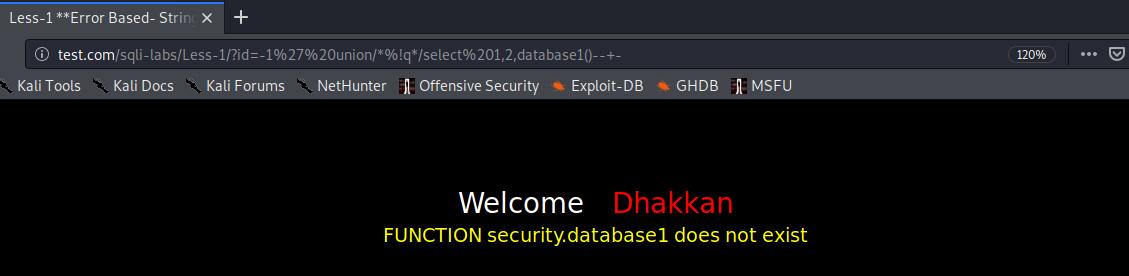 Less-1 **Error Based- String
test.com/sqli-labs/Less-1/?id=-1%27%20union/*%!q*/select%201,2,database1()--+-
120%
Kali Tools Kali Docs Kali Forums NetHunter Offensive Security Exploit-DB GHDB MSFU
Welcome Dhakkan
FUNCTION security.database1 does not exist